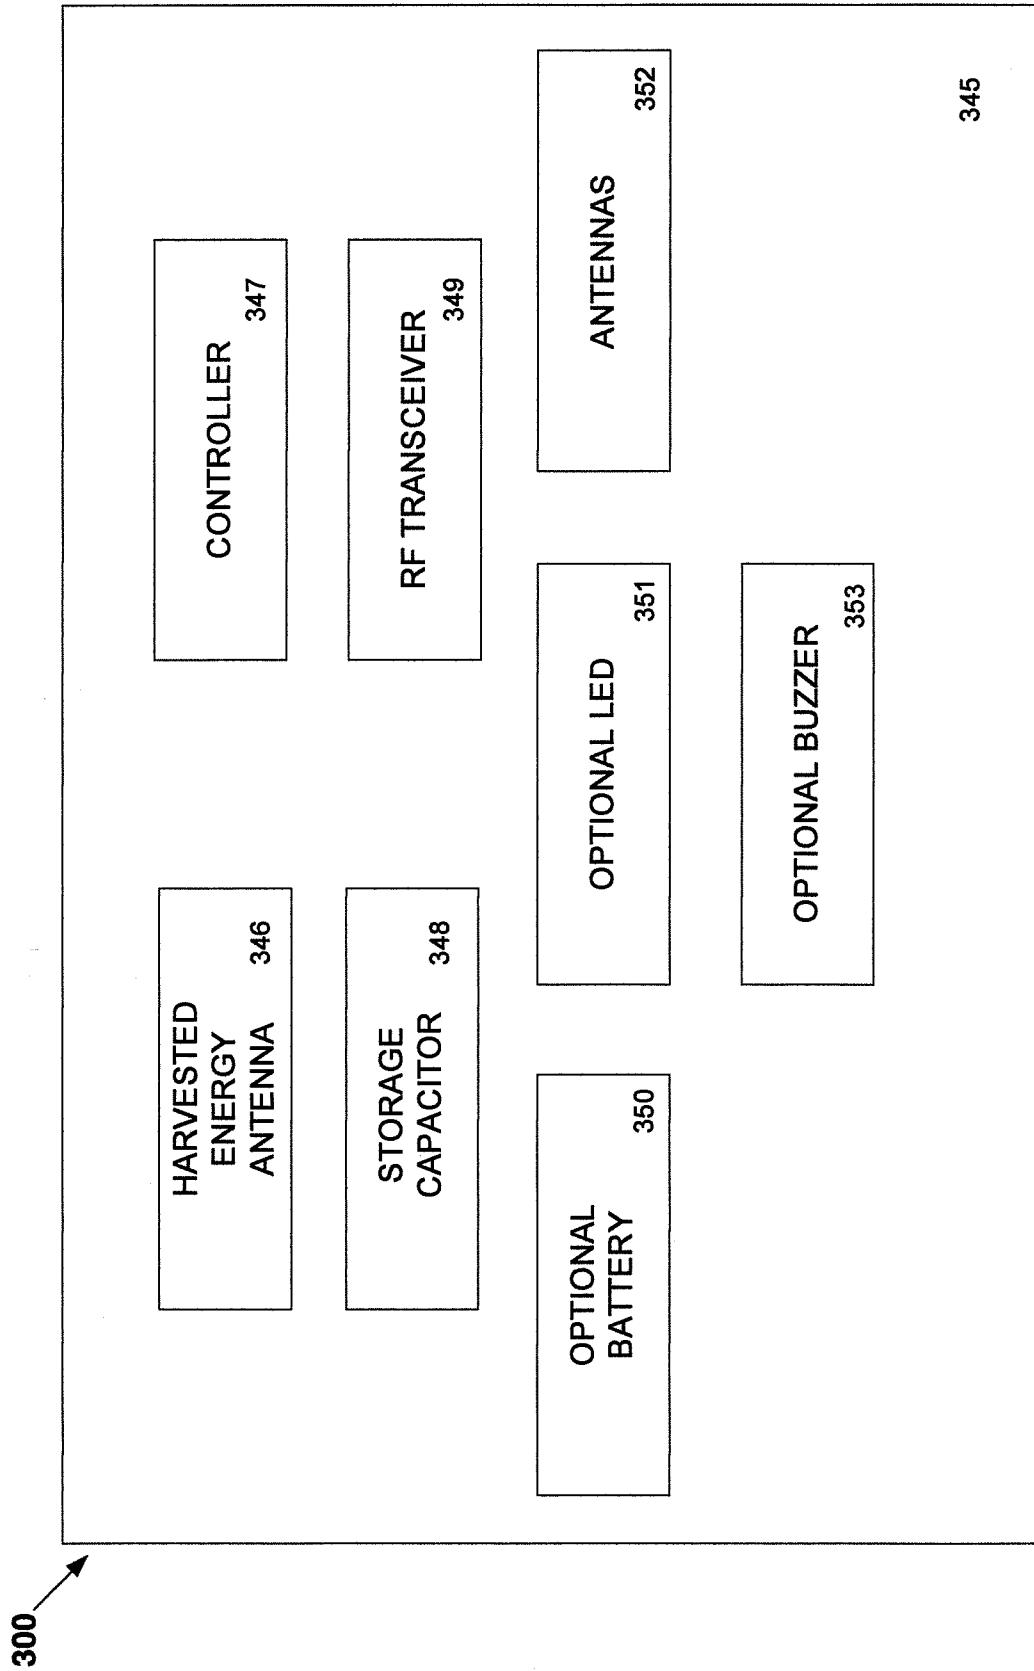 300
HARVESTED
ENERGY
ANTENNA
346
CONTROLLER
347
STORAGE
CAPACITOR
348
RF TRANSCEIVER
349
OPTIONAL
BATTERY
350
OPTIONAL LED
351
ANTENNAS
352
OPTIONAL BUZZER
353
345